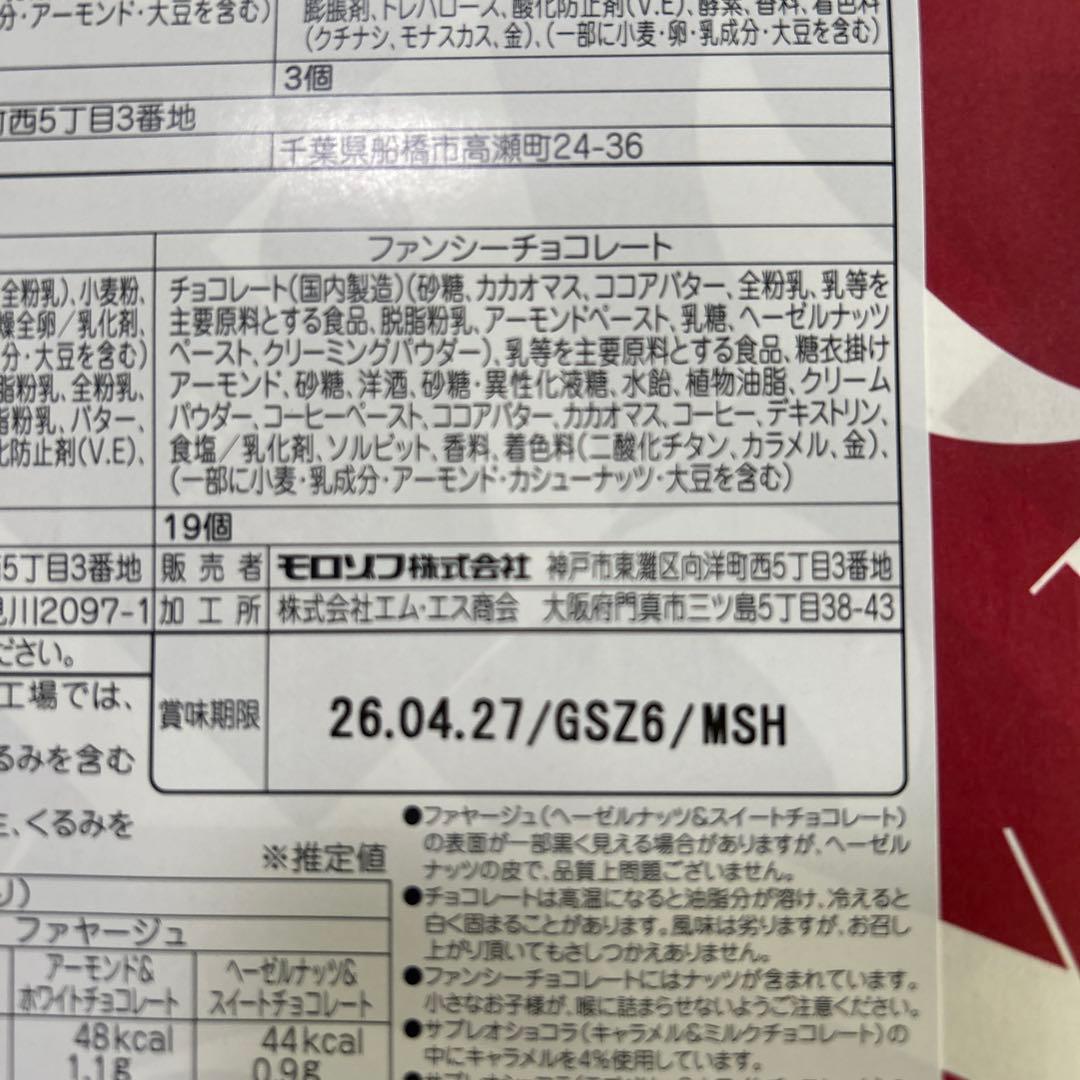 分・アーモンド・大豆を含む)
膨脹剤、トレハロース、酸化防止剤(V.E)、酵素、香料、着色料
(クチナシ、モナスカス、金)、(一部に小麦・卵・乳成分・大豆を含む)
3個
町西5丁目3番地
千葉県船橋市高瀬町24-36
ファンシーチョコレート
全粉乳)、小麦粉、
燥全卵/乳化剤、
分・大豆を含む)
脂粉乳、全粉乳、
脂粉乳、バター、
化防止剤(V.E)、
チョコレート(国内製造)(砂糖、カカオマス、ココアバター、全粉乳、乳等を
主要原料とする食品、脱脂粉乳、アーモンドペースト、乳糖、ヘーゼルナッツ
ペースト、クリーミングパウダー)、乳等を主要原料とする食品、糖衣掛け
アーモンド、砂糖、洋酒、砂糖・異性化液糖、水飴、植物油脂、クリーム
パウダー、コーヒーペースト、ココアバター、カカオマス、コーヒー、デキストリン、
食塩/乳化剤、ソルビット、香料、着色料(二酸化チタン、カラメル、金)、
(一部に小麦・乳成分・アーモンド・カシューナッツ・大豆を含む)
19個
5丁目3番地
販売者 モロゾフ株式会社 神戸市東灘区向洋町西5丁目3番地
川2097-1
加工所 株式会社エム・エス商会 大阪府門真市三ツ島5丁目38-43
ださい。
工場では、
るみを含む
、くるみを
賞味期限 26.04.27/GSZ6/MSH
※推定値
り)
ファヤージュ
アーモンド&
ホワイトチョコレート
ヘーゼルナッツ&
スイートチョコレート
48kcal 44kcal
1.1g 0.9g
●ファヤージュ(ヘーゼルナッツ&スイートチョコレート)
の表面が一部黒く見える場合がありますが、ヘーゼル
ナッツの皮で、品質上問題ございません。
●チョコレートは高温になると油脂分が溶け、冷えると
白く固まることがあります。風味は劣りますが、お召し
上がり頂いてもさしつかえありません。
●ファンシーチョコレートにはナッツが含まれています。
小さなお子様が、喉に詰まらせないようご注意ください。
●サブレオショコラ(キャラメル&ミルクチョコレート)の
中にキャラメルを4%使用しています。